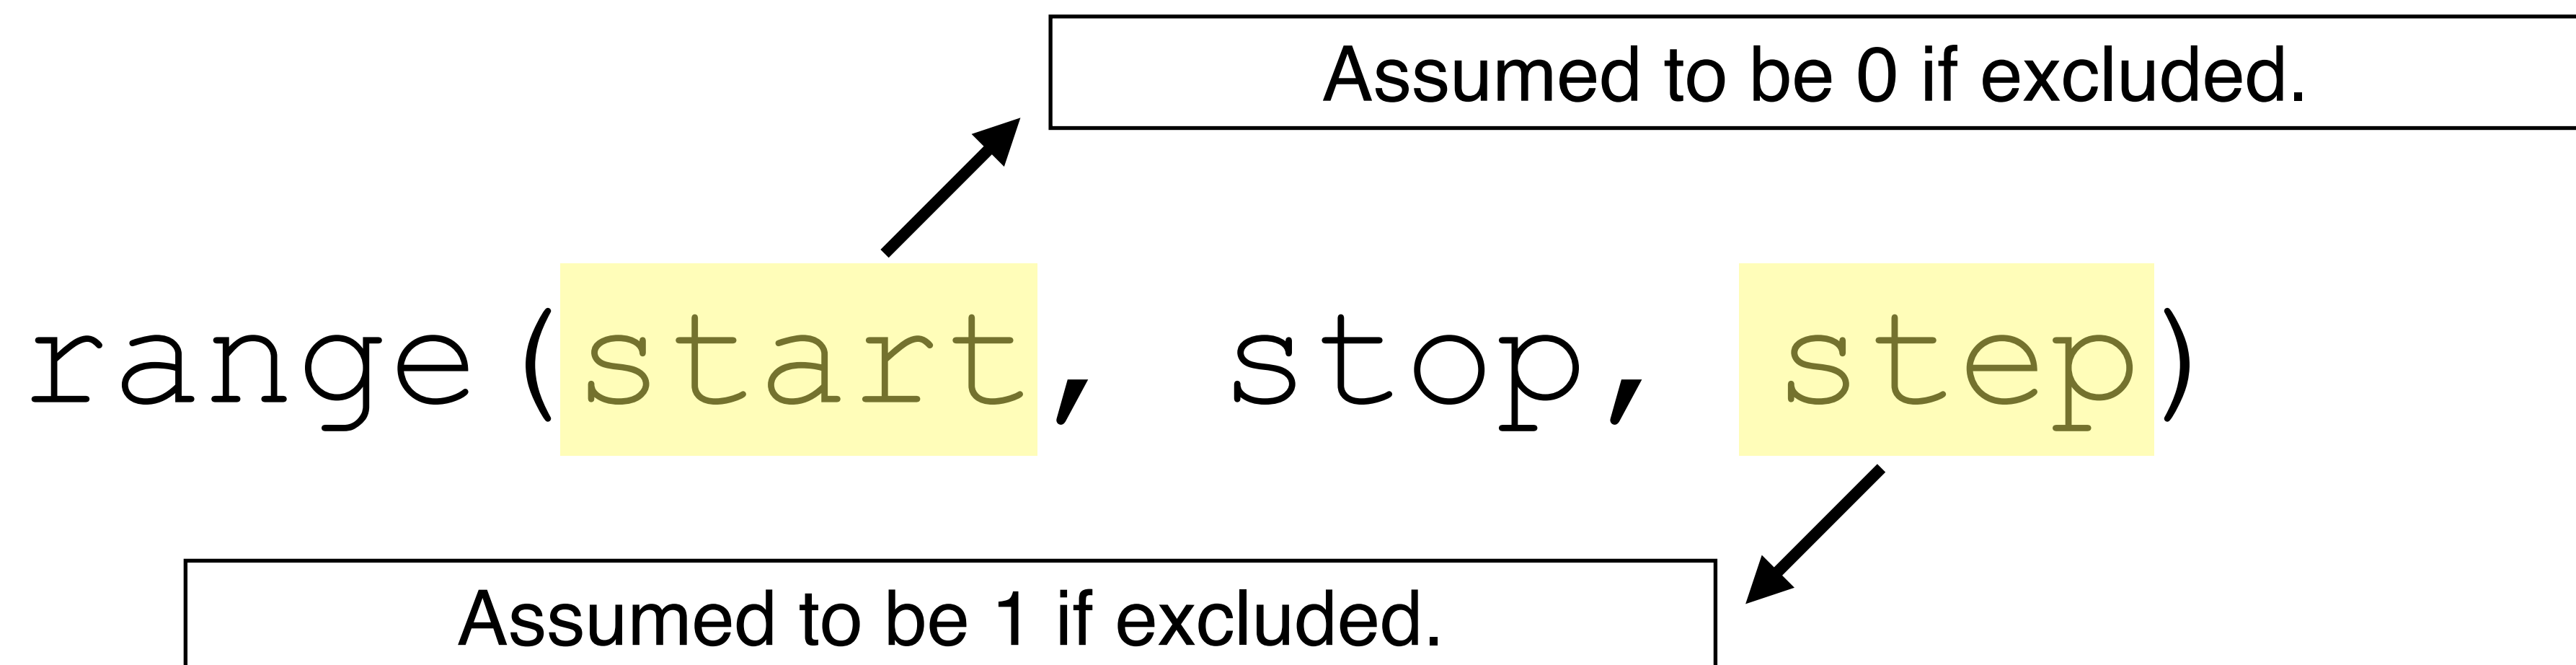 Assumed to be 0 if excluded.
range(start, stop, step)
Assumed to be 1 if excluded.